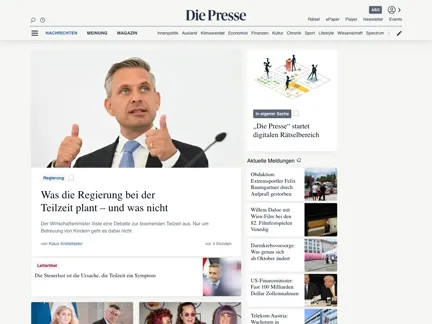 Die Presse
ABO
Rätsel ePaper Player Newsletter Events
NACHRICHTEN MEINUNG MAGAZIN
Innenpolitik Ausland Klimawandel Economist Finanzen Kultur Chronik Sport Lifestyle Wissenschaft Spectrum
In eigener Sache
„Die Presse“ startet
digitalen Rätselbereich
Regierung
Was die Regierung bei der
Teilzeit plant – und was nicht
Der Wirtschaftsminister löste eine Debatte zur boomenden Teilzeit aus. Nur um
Betreuung von Kindern geht es dabei nicht
von
vor 3 Stunden
Leitartikel
Die Steuerlast ist die Ursache, die Teilzeit ein Symptom
Aktuelle Meldungen
Obduktion:
Extremsportler Felix
Baumgartner durch
Aufprall gestorben
Willem Dafoe mit
Wien-Film bei den
82. Filmfestspielen
Venedig
Darmkrebsvorsorge:
Was genau sich
ab Oktober ändert
US-Finanzminister:
Fast 100 Milliarden
Dollar Zolleinnahmen
Telekom Austria:
Wachstum in